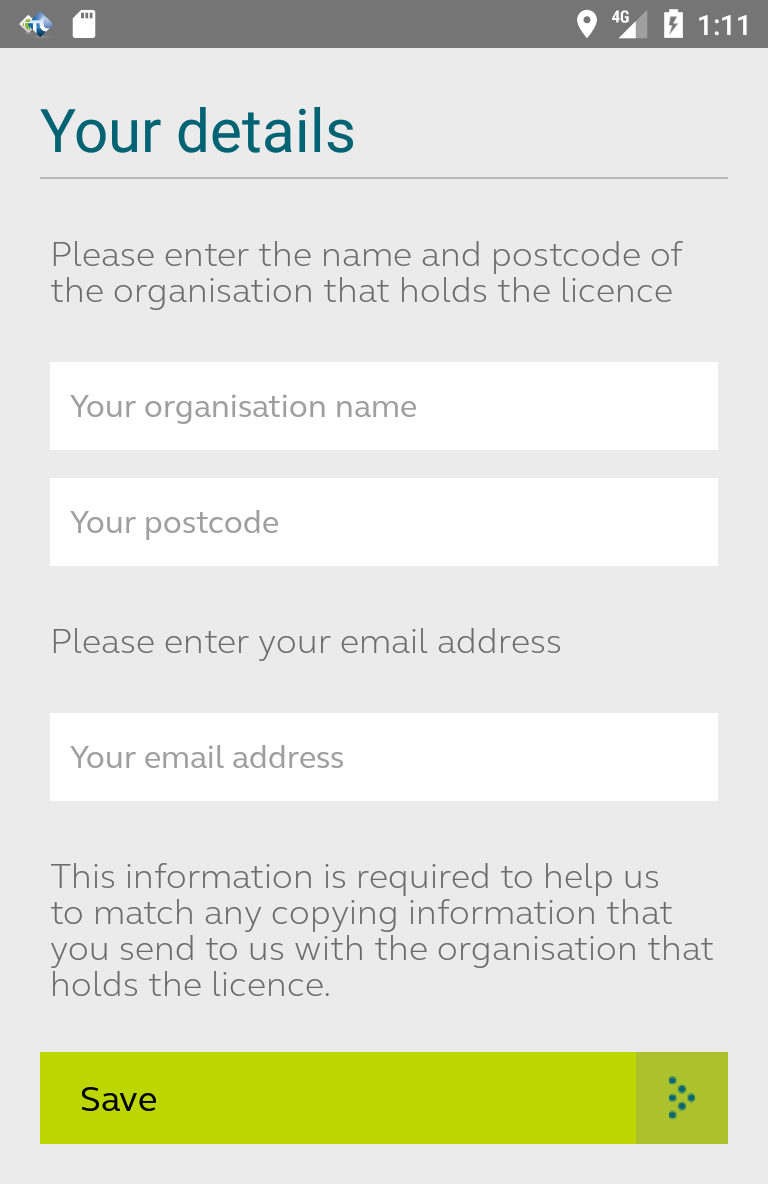 4G 1:11
Your details
Please enter the name and postcode of
the organisation that holds the licence
Your organisation name
Your postcode
Please enter your email address
Your email address
This information is required to help us
to match any copying information that
you send to us with the organisation that
holds the licence.
Save